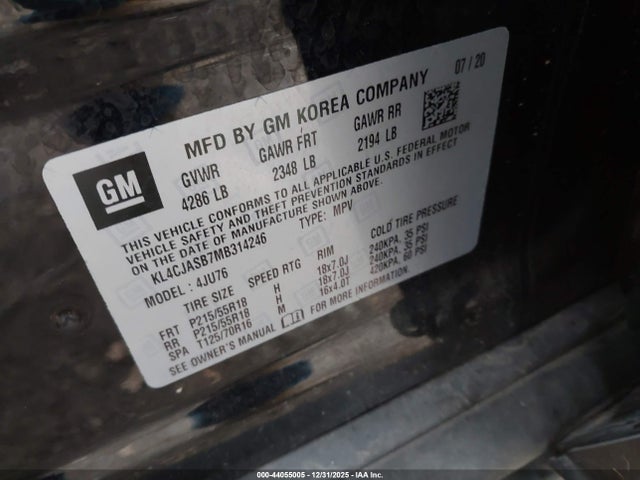 MFD BY GM KOREA COMPANY 07 / 20
GM
GVWR GAWR FRT GAWR RR
4286 LB 2348 LB 2194 LB
THIS VEHICLE CONFORMS TO ALL APPLICABLE U.S. FEDERAL MOTOR
VEHICLE SAFETY AND THEFT PREVENTION STANDARDS IN EFFECT
ON THE DATE OF MANUFACTURE SHOWN ABOVE.
KL4CJASB7MB314246 TYPE: MPV
MODEL: 4JU76
TIRE SIZE SPEED RTG RIM COLD TIRE PRESSURE
FRT P215/55R18 H 18x7.0J 240KPA, 35 PSI
RR P215/55R18 H 18x7.0J 240KPA, 35 PSI
SPA T125/70R16 M 16x4.0T 420KPA, 60 PSI
SEE OWNER'S MANUAL FOR MORE INFORMATION.
000-44055005 - 12/31/2025 - IAA Inc.